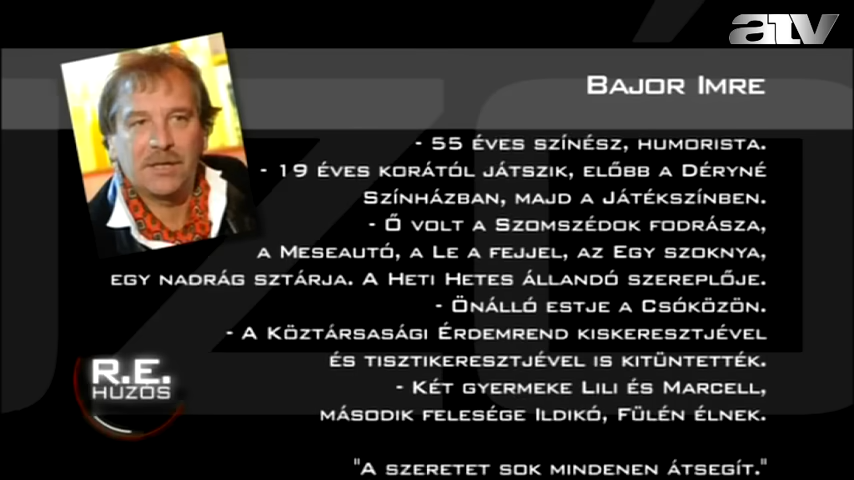 atv
Bajor Imre
- 55 éves színész, humorista.
- 19 éves korától játszik, előbb a Déryné
Színházban, majd a Játékszínben.
- Ő volt a Szomszédok fodrásza,
a Meseautó, a Le a fejjel, az Egy szoknya,
egy nadrág sztárja. A Heti Hetes állandó szereplője.
- Önálló estje a Csóközön.
- A Köztársasági Érdemrend kiskeresztjével
és tisztikeresztjével is kitüntették.
- Két gyermeke Lili és Marcell,
második felesége Ildikó, Fülén élnek.
"A szeretet sok mindenen átsegít."
R.E.
HÚZÓS